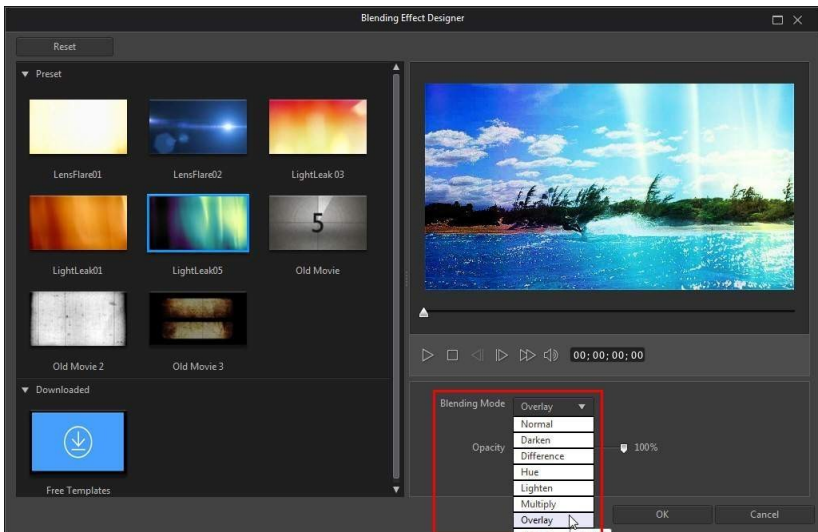 Blending Effect Designer
Reset
Preset
LensFlare01
LensFlare02
LightLeak 03
LightLeak01
LightLeak05
5
Old Movie
Old Movie 2
Old Movie 3
00;00;00;00
Downloaded
Free Templates
Blending Mode
Overlay
Opacity
100%
Normal
Darken
Difference
Hue
Lighten
Multiply
Overlay
OK
Cancel